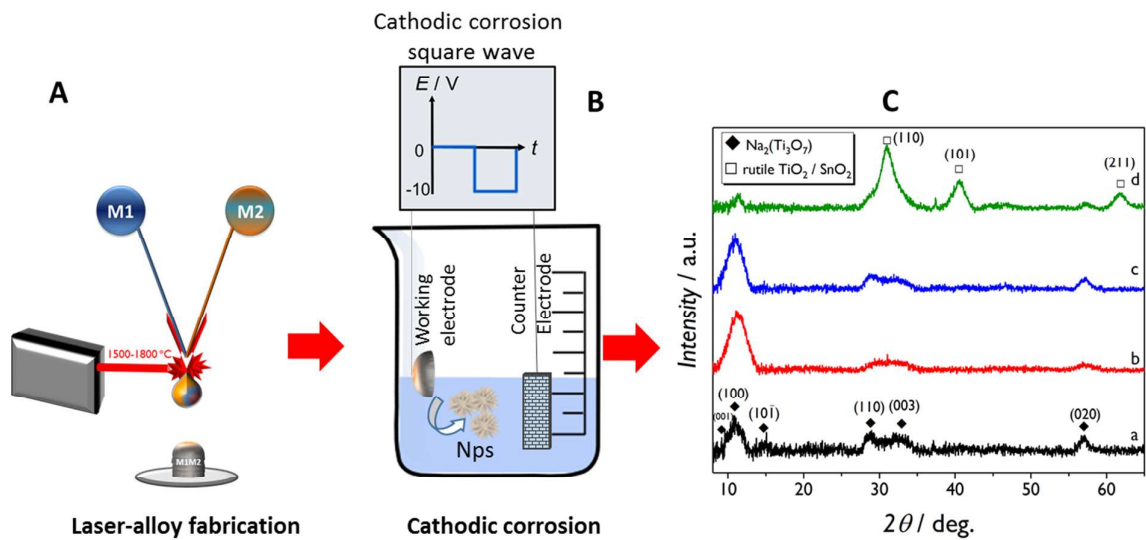 Cathodic corrosion
square wave
A
B
C
E / V
0
-10
t
M1
M2
1500-1800 °C
M1M2
Laser-alloy fabrication
Working
electrode
Counter
Electrode
Nps
Cathodic corrosion
◆ Na₂(Ti₃O₇)
□ rutile TiO₂ / SnO₂
(110)
(101)
(211)
d
c
b
a
(001)
(100)
(101̄)
(110)
(003)
(020)
Intensity / a.u.
10 20 30 40 50 60
2θ / deg.